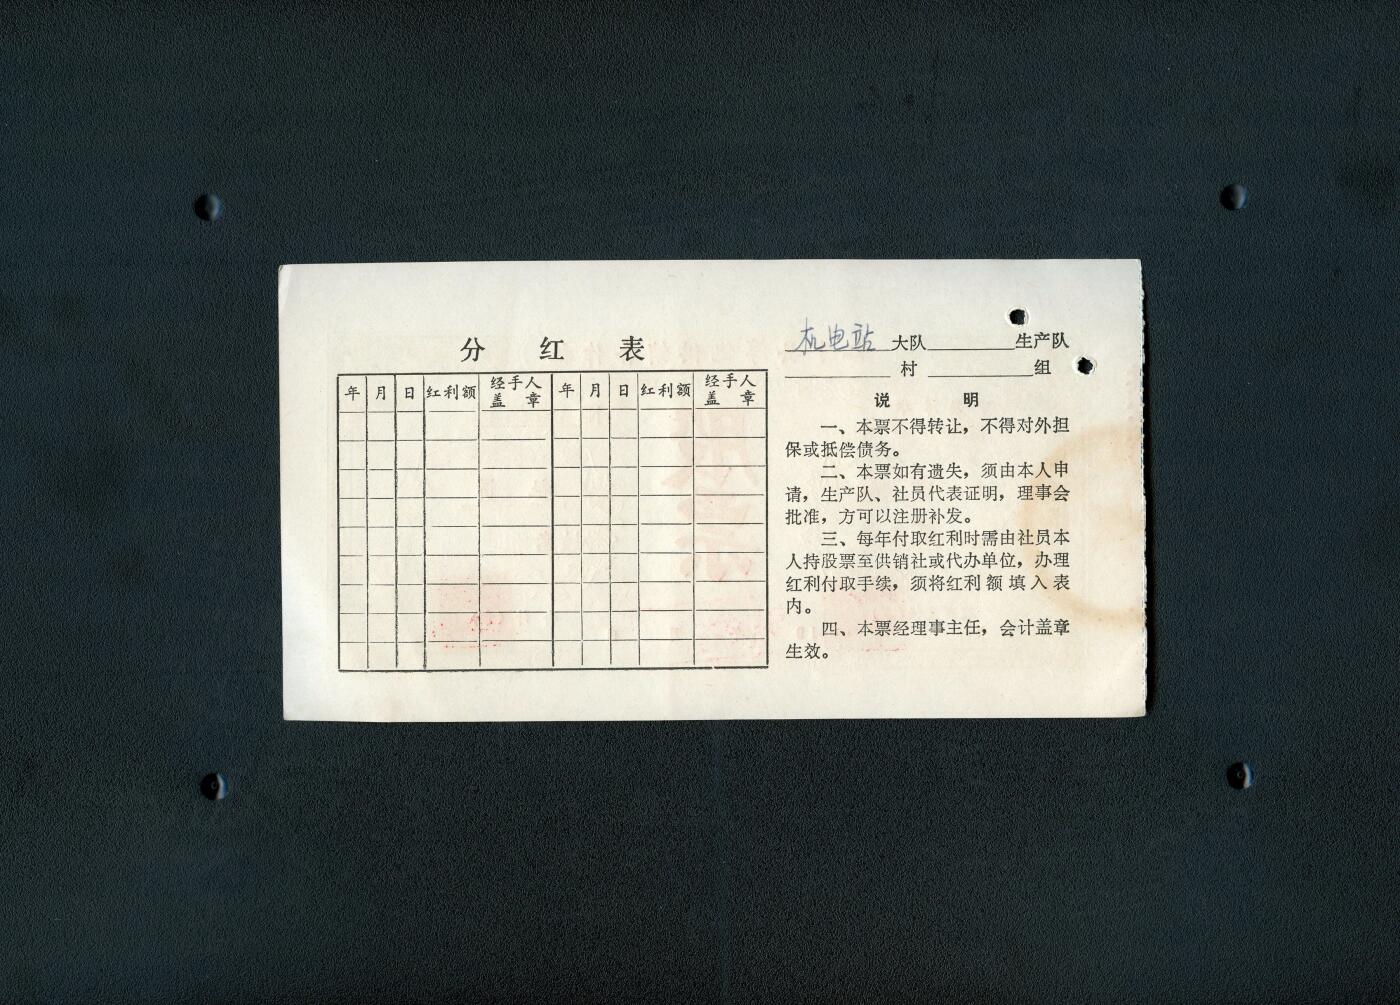 分 红 表
年 月 日 红利额 经手人盖章 年 月 日 红利额 经手人盖章
机电站 大队 生产队
村 组
说 明
一、本票不得转让，不得对外担
保或抵偿债务。
二、本票如有遗失，须由本人申
请，生产队、社员代表证明，理事会
批准，方可以注册补发。
三、每年付取红利时需由社员本
人持股票至供销社或代办单位，办理
红利付取手续，须将红利额填入表
内。
四、本票经理事主任，会计盖章
生效。